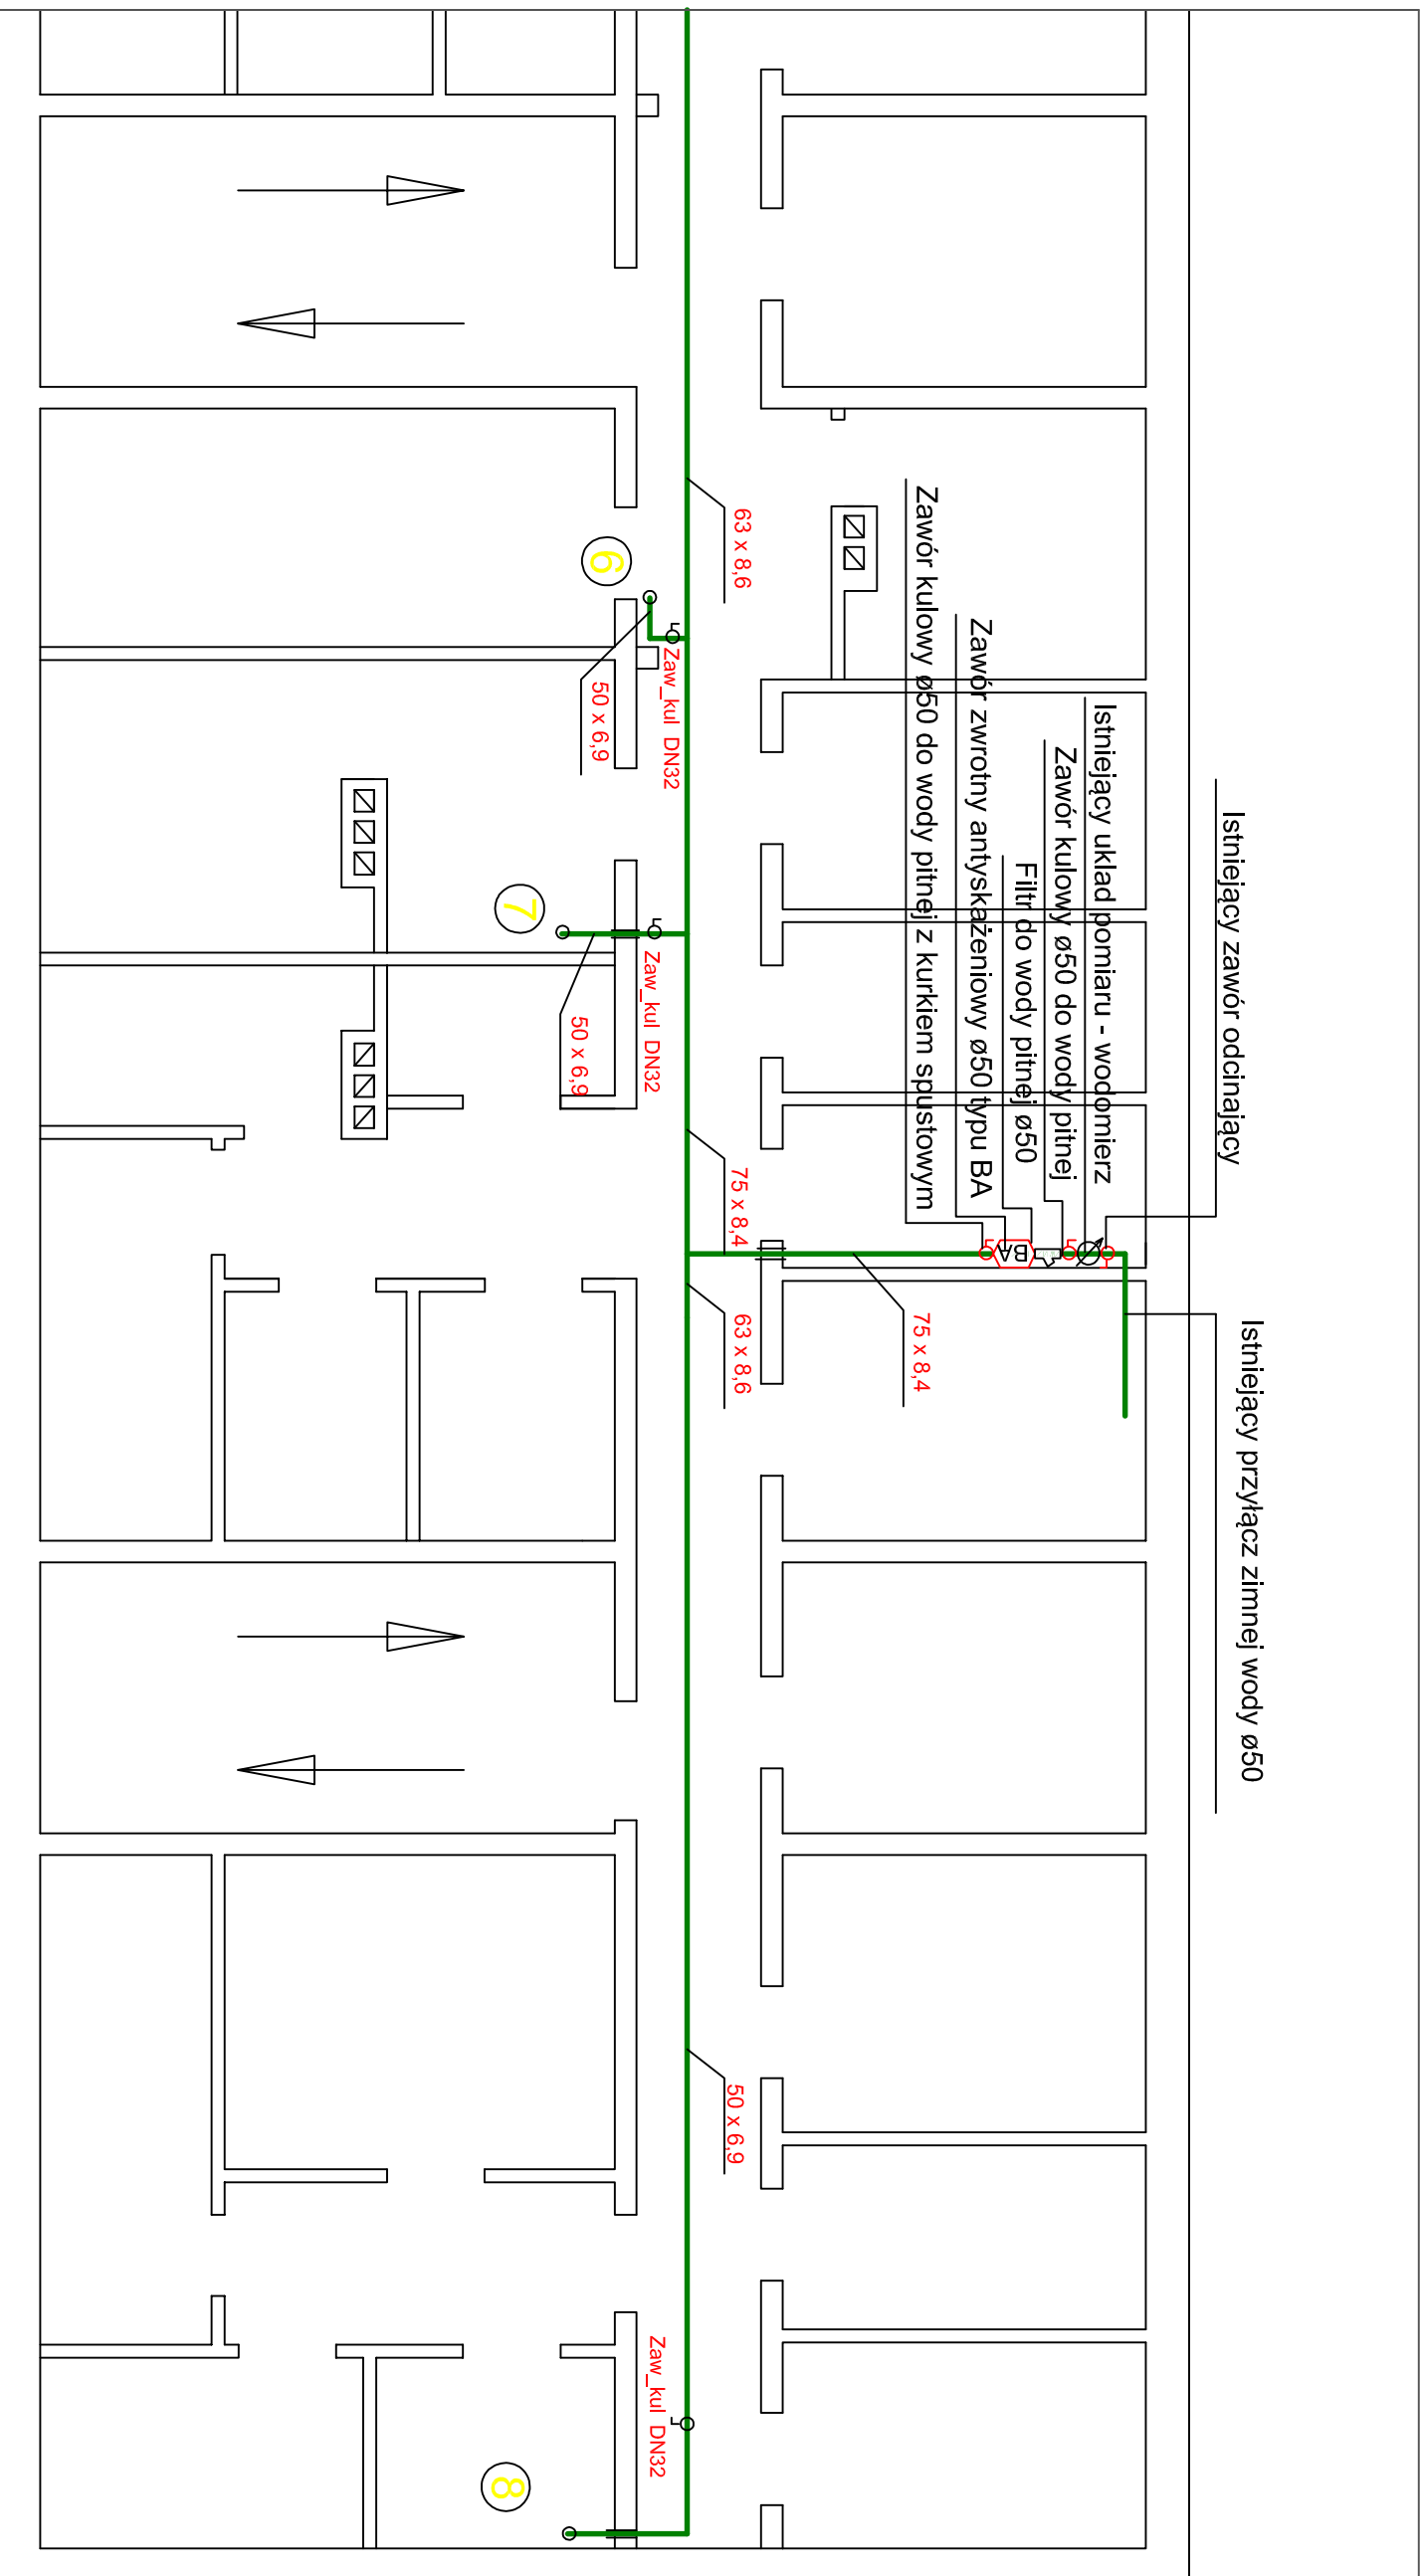 Istniejący zawór odcinający
Istniejący przyłącz zimnej wody ø50
Istniejący uklad pomiaru - wodomierz
Zawór kulowy ø50 do wody pitnej
Filtr do wody pitnej ø50
Zawór zwrotny antyskażeniowy ø50 typu BA
Zawór kulowy ø50 do wody pitnej z kurkiem spustowym
BA
75 x 8,4
63 x 8,6
75 x 8,4
63 x 8,6
50 x 6,9
Zaw_kul DN32
Zaw_kul DN32
Zaw_kul DN32
50 x 6,9
50 x 6,9
6
7
8